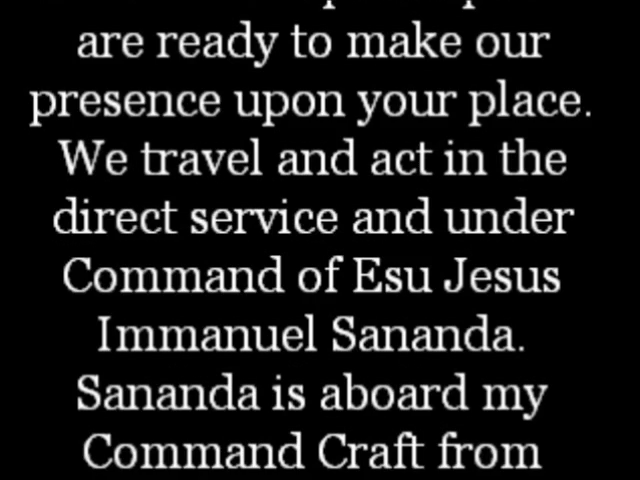 are ready to make our
presence upon your place.
We travel and act in the
direct service and under
Command of Esu Jesus
Immanuel Sananda.
Sananda is aboard my
Command Craft from